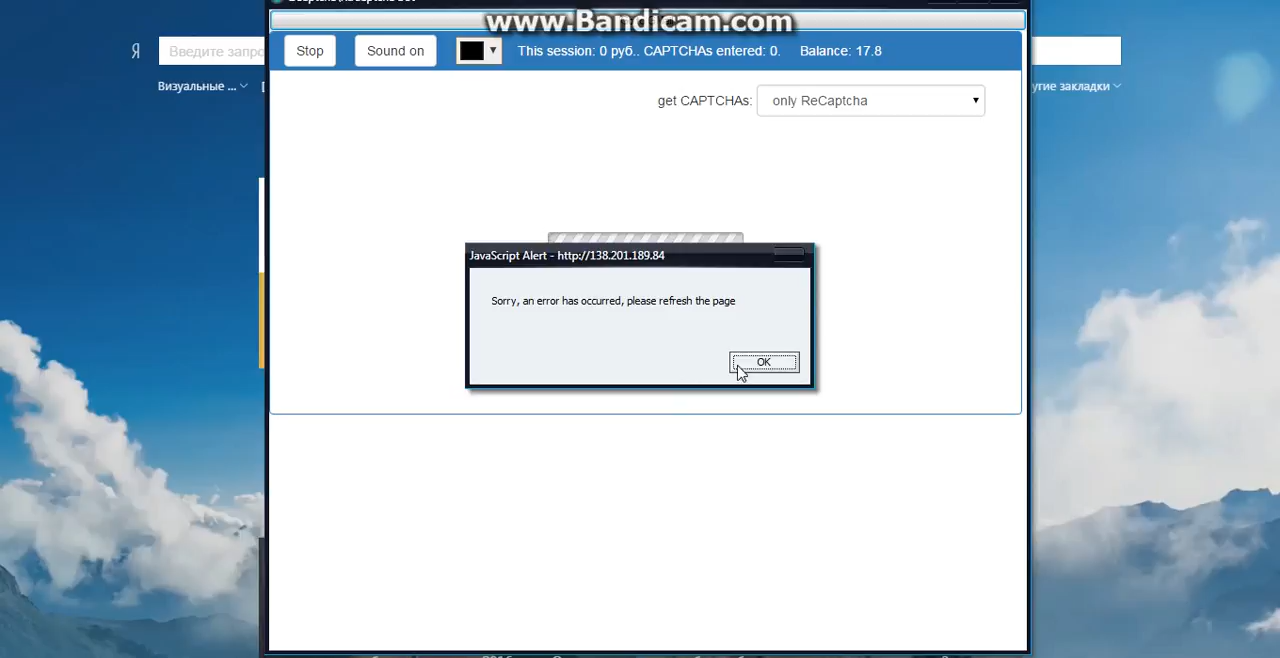 www.Bandicam.com
Stop
Sound on
This session: 0 руб.. CAPTCHAs entered: 0.
Balance: 17.8
Я
Введите запро
Визуальные ...
угие закладки
get CAPTCHAs:
only ReCaptcha
JavaScript Alert - http://138.201.189.84
Sorry, an error has occurred, please refresh the page
OK